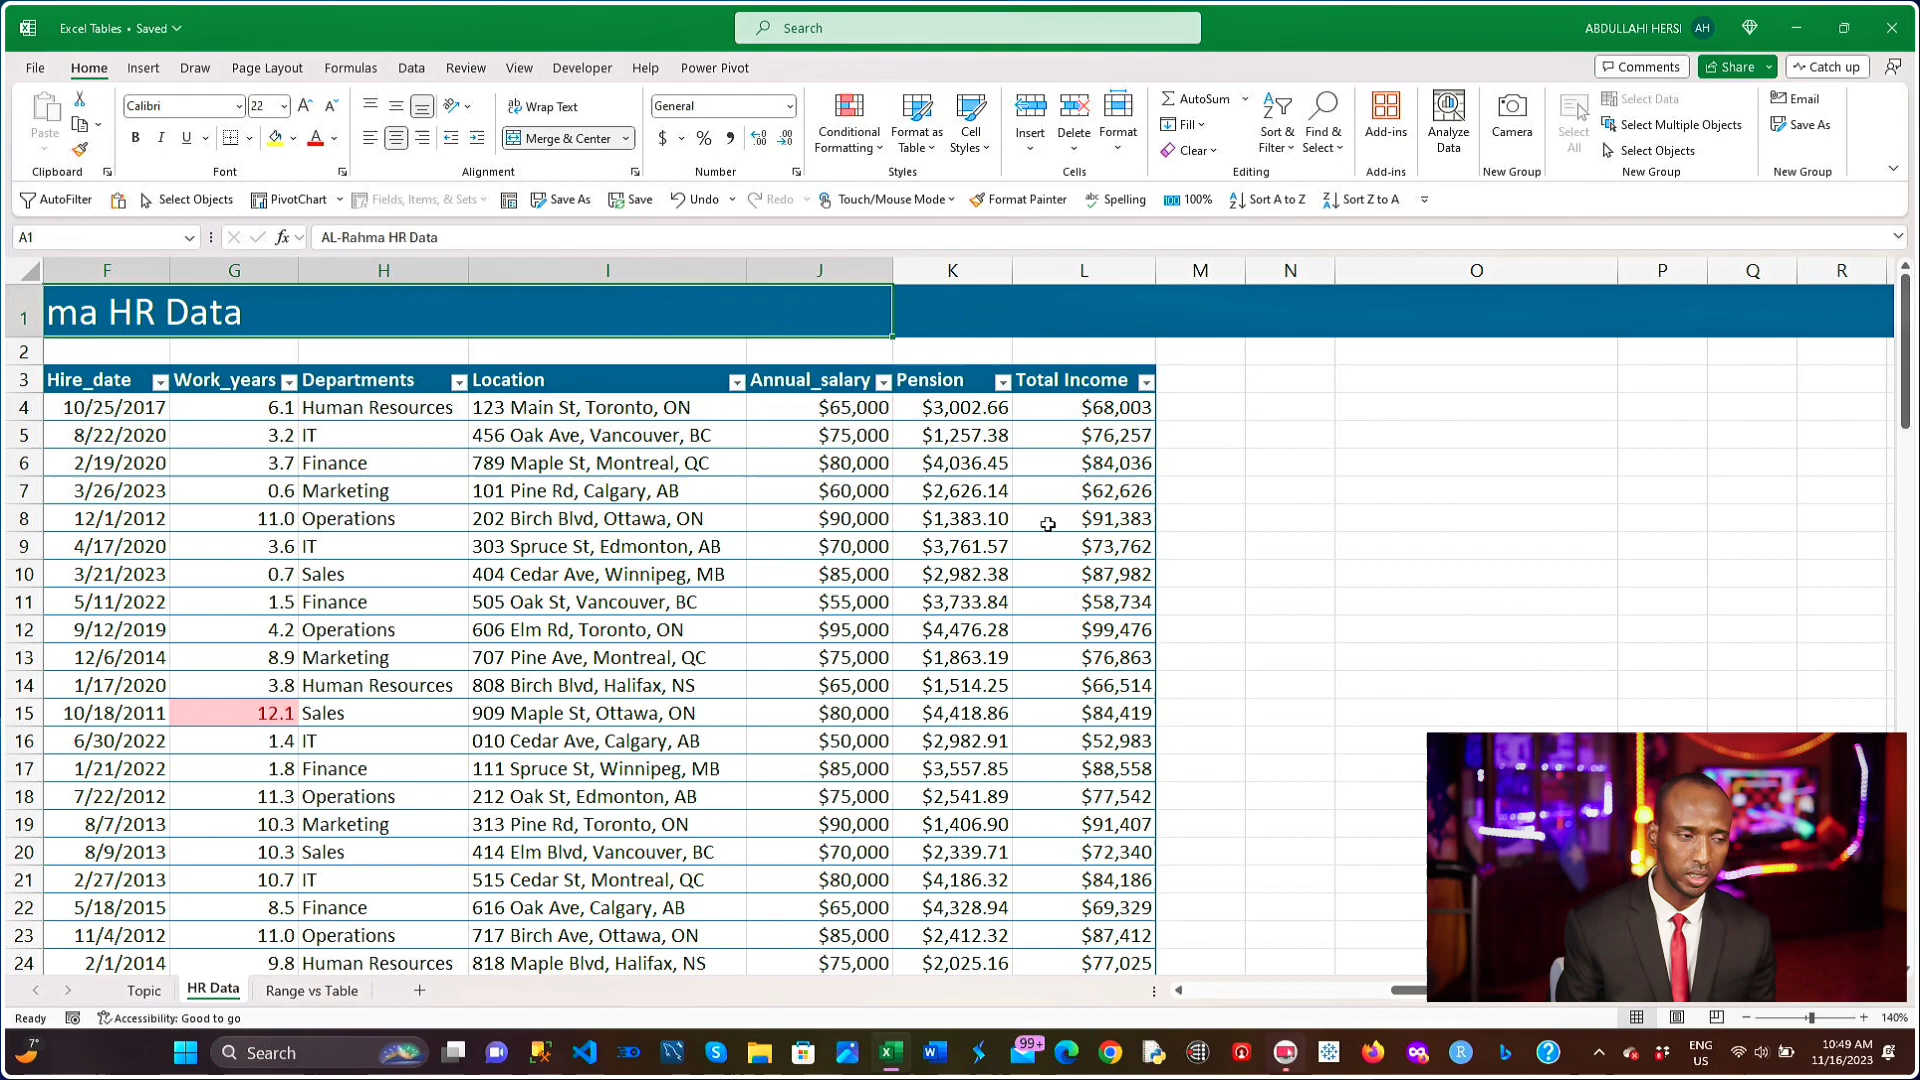 Excel Tables • Saved
Search
ABDULLAHI HERSI AH
File Home Insert Draw Page Layout Formulas Data Review View Developer Help Power Pivot
Comments Share Catch up
Paste
Calibri 22
B I U
Wrap Text
Merge & Center
General
$ %
Conditional Formatting
Format as Table
Cell Styles
Insert Delete Format
AutoSum
Fill
Clear
Sort & Filter
Find & Select
Add-ins
Analyze Data
Camera
Select All
Select Data
Select Multiple Objects
Select Objects
Email
Save As
Clipboard Font Alignment Number Styles Cells Editing Add-ins New Group New Group New Group
AutoFilter Select Objects PivotChart Fields, Items, & Sets Save As Save Undo Redo Touch/Mouse Mode Format Painter Spelling 100% Sort A to Z Sort Z to A
A1 fx AL-Rahma HR Data
F G H I J K L M N O P Q R
1 ma HR Data
2
3 Hire_date Work_years Departments Location Annual_salary Pension Total Income
4 10/25/2017 6.1 Human Resources 123 Main St, Toronto, ON $65,000 $3,002.66 $68,003
5 8/22/2020 3.2 IT 456 Oak Ave, Vancouver, BC $75,000 $1,257.38 $76,257
6 2/19/2020 3.7 Finance 789 Maple St, Montreal, QC $80,000 $4,036.45 $84,036
7 3/26/2023 0.6 Marketing 101 Pine Rd, Calgary, AB $60,000 $2,626.14 $62,626
8 12/1/2012 11.0 Operations 202 Birch Blvd, Ottawa, ON $90,000 $1,383.10 $91,383
9 4/17/2020 3.6 IT 303 Spruce St, Edmonton, AB $70,000 $3,761.57 $73,762
10 3/21/2023 0.7 Sales 404 Cedar Ave, Winnipeg, MB $85,000 $2,982.38 $87,982
11 5/11/2022 1.5 Finance 505 Oak St, Vancouver, BC $55,000 $3,733.84 $58,734
12 9/12/2019 4.2 Operations 606 Elm Rd, Toronto, ON $95,000 $4,476.28 $99,476
13 12/6/2014 8.9 Marketing 707 Pine Ave, Montreal, QC $75,000 $1,863.19 $76,863
14 1/17/2020 3.8 Human Resources 808 Birch Blvd, Halifax, NS $65,000 $1,514.25 $66,514
15 10/18/2011 12.1 Sales 909 Maple St, Ottawa, ON $80,000 $4,418.86 $84,419
16 6/30/2022 1.4 IT 010 Cedar Ave, Calgary, AB $50,000 $2,982.91 $52,983
17 1/21/2022 1.8 Finance 111 Spruce St, Winnipeg, MB $85,000 $3,557.85 $88,558
18 7/22/2012 11.3 Operations 212 Oak St, Edmonton, AB $75,000 $2,541.89 $77,542
19 8/7/2013 10.3 Marketing 313 Pine Rd, Toronto, ON $90,000 $1,406.90 $91,407
20 8/9/2013 10.3 Sales 414 Elm Blvd, Vancouver, BC $70,000 $2,339.71 $72,340
21 2/27/2013 10.7 IT 515 Cedar St, Montreal, QC $80,000 $4,186.32 $84,186
22 5/18/2015 8.5 Finance 616 Oak Ave, Calgary, AB $65,000 $4,328.94 $69,329
23 11/4/2012 11.0 Operations 717 Birch Ave, Ottawa, ON $85,000 $2,412.32 $87,412
24 2/1/2014 9.8 Human Resources 818 Maple Blvd, Halifax, NS $75,000 $2,025.16 $77,025
Topic HR Data Range vs Table
Ready Accessibility: Good to go 140%
7°
Search
99+
ENG US
10:49 AM
11/16/2023